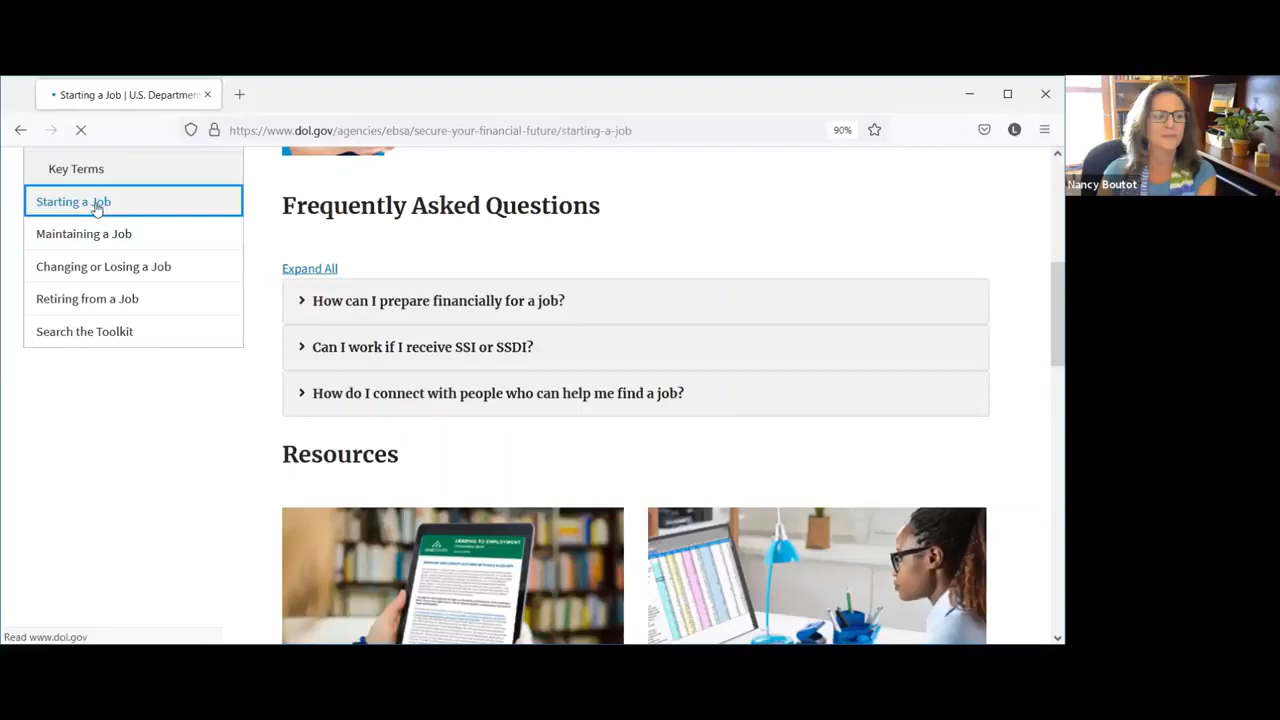 Starting a Job | U.S. Departmen
https://www.dol.gov/agencies/ebsa/secure-your-financial-future/starting-a-job
90%
L
Nancy Boutot
Key Terms
Starting a Job
Maintaining a Job
Changing or Losing a Job
Retiring from a Job
Search the Toolkit
Frequently Asked Questions
Expand All
How can I prepare financially for a job?
Can I work if I receive SSI or SSDI?
How do I connect with people who can help me find a job?
Resources
LEADING TO EMPLOYMENT
Read www.dol.gov